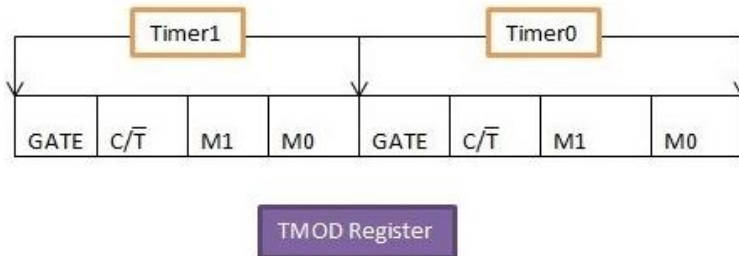 Timer1 Timer0
GATE C/T̅ M1 M0 GATE C/T̅ M1 M0
TMOD Register